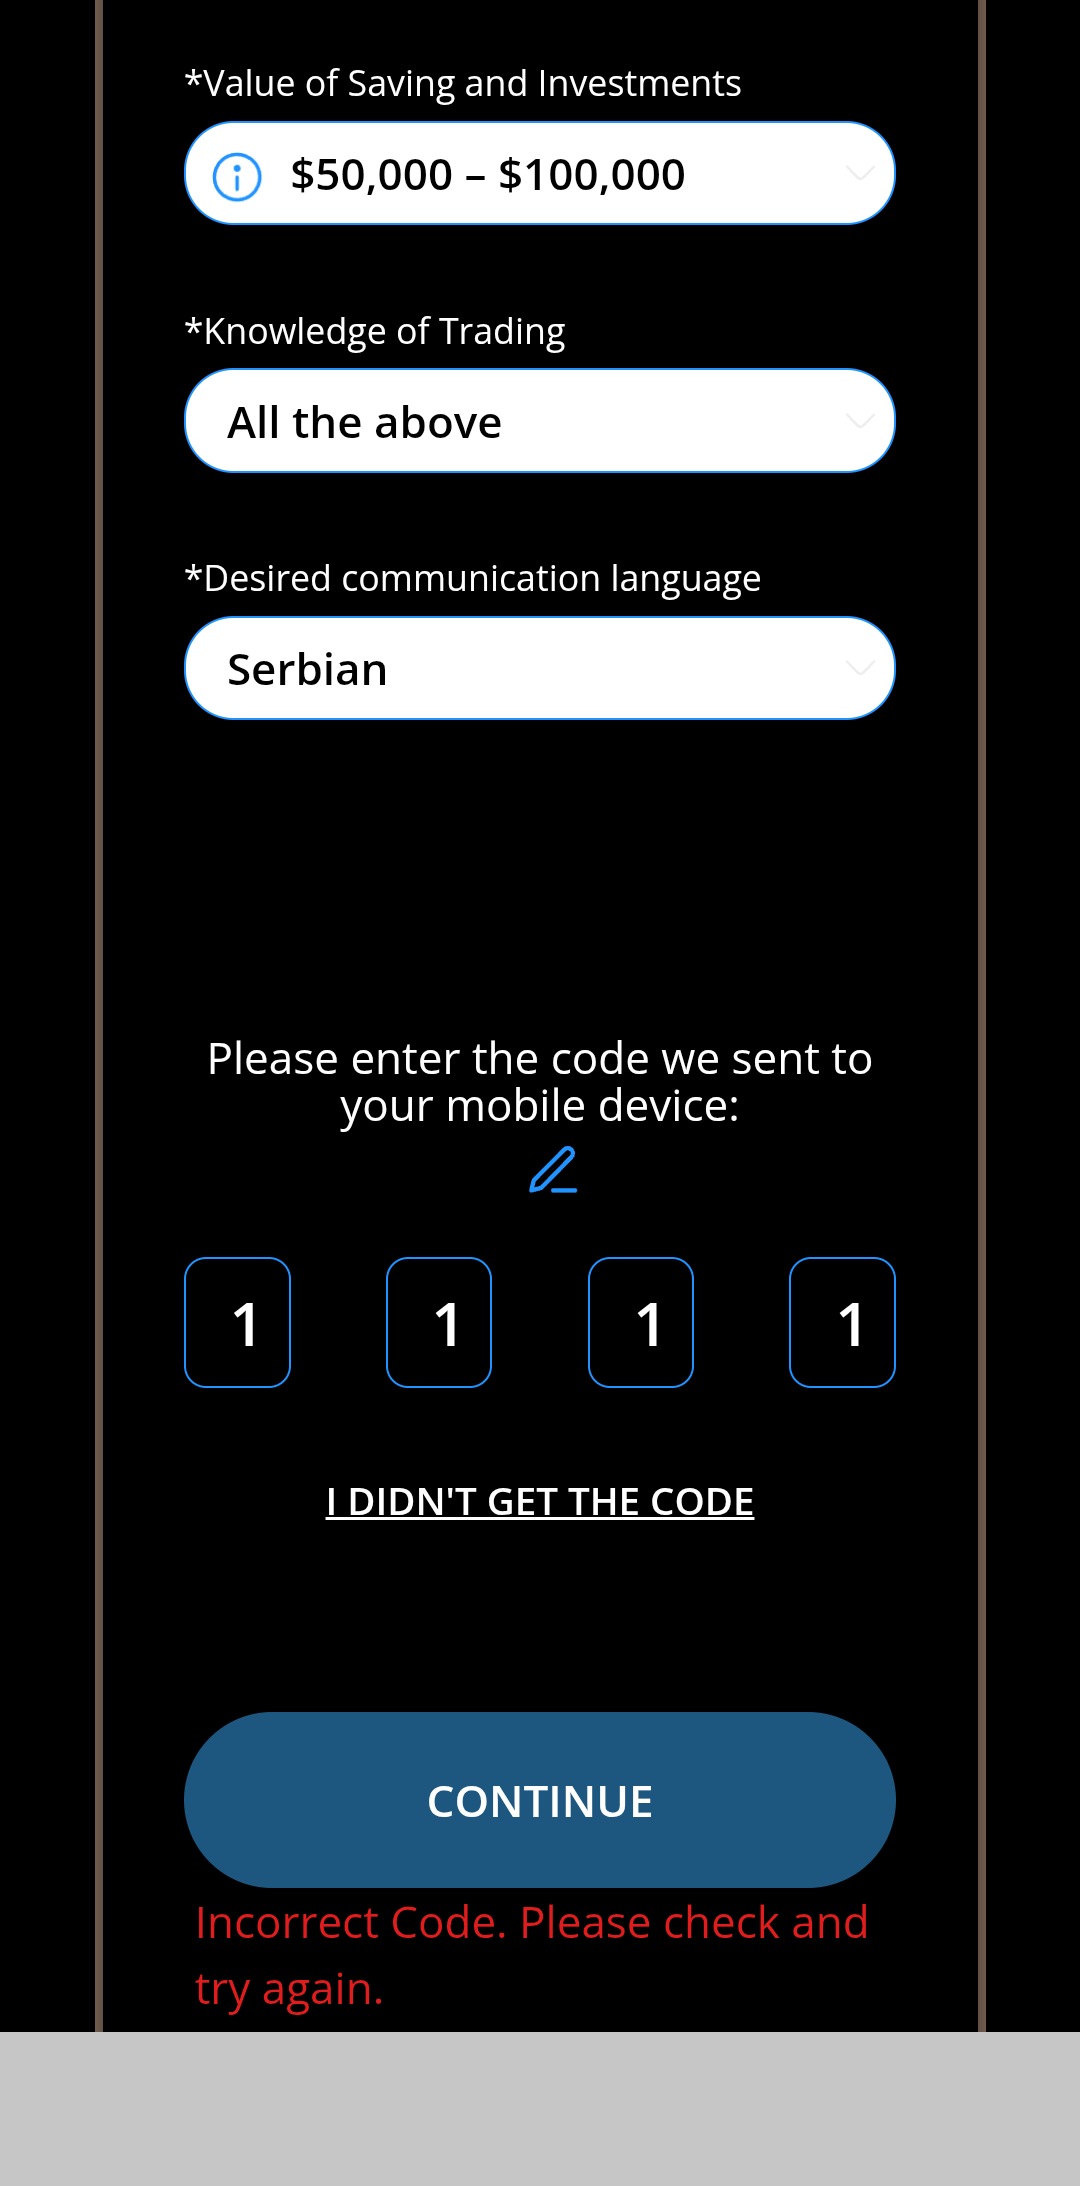 *Value of Saving and Investments
$50,000 – $100,000
*Knowledge of Trading
All the above
*Desired communication language
Serbian
Please enter the code we sent to
your mobile device:
1 1 1 1
I DIDN'T GET THE CODE
CONTINUE
Incorrect Code. Please check and
try again.